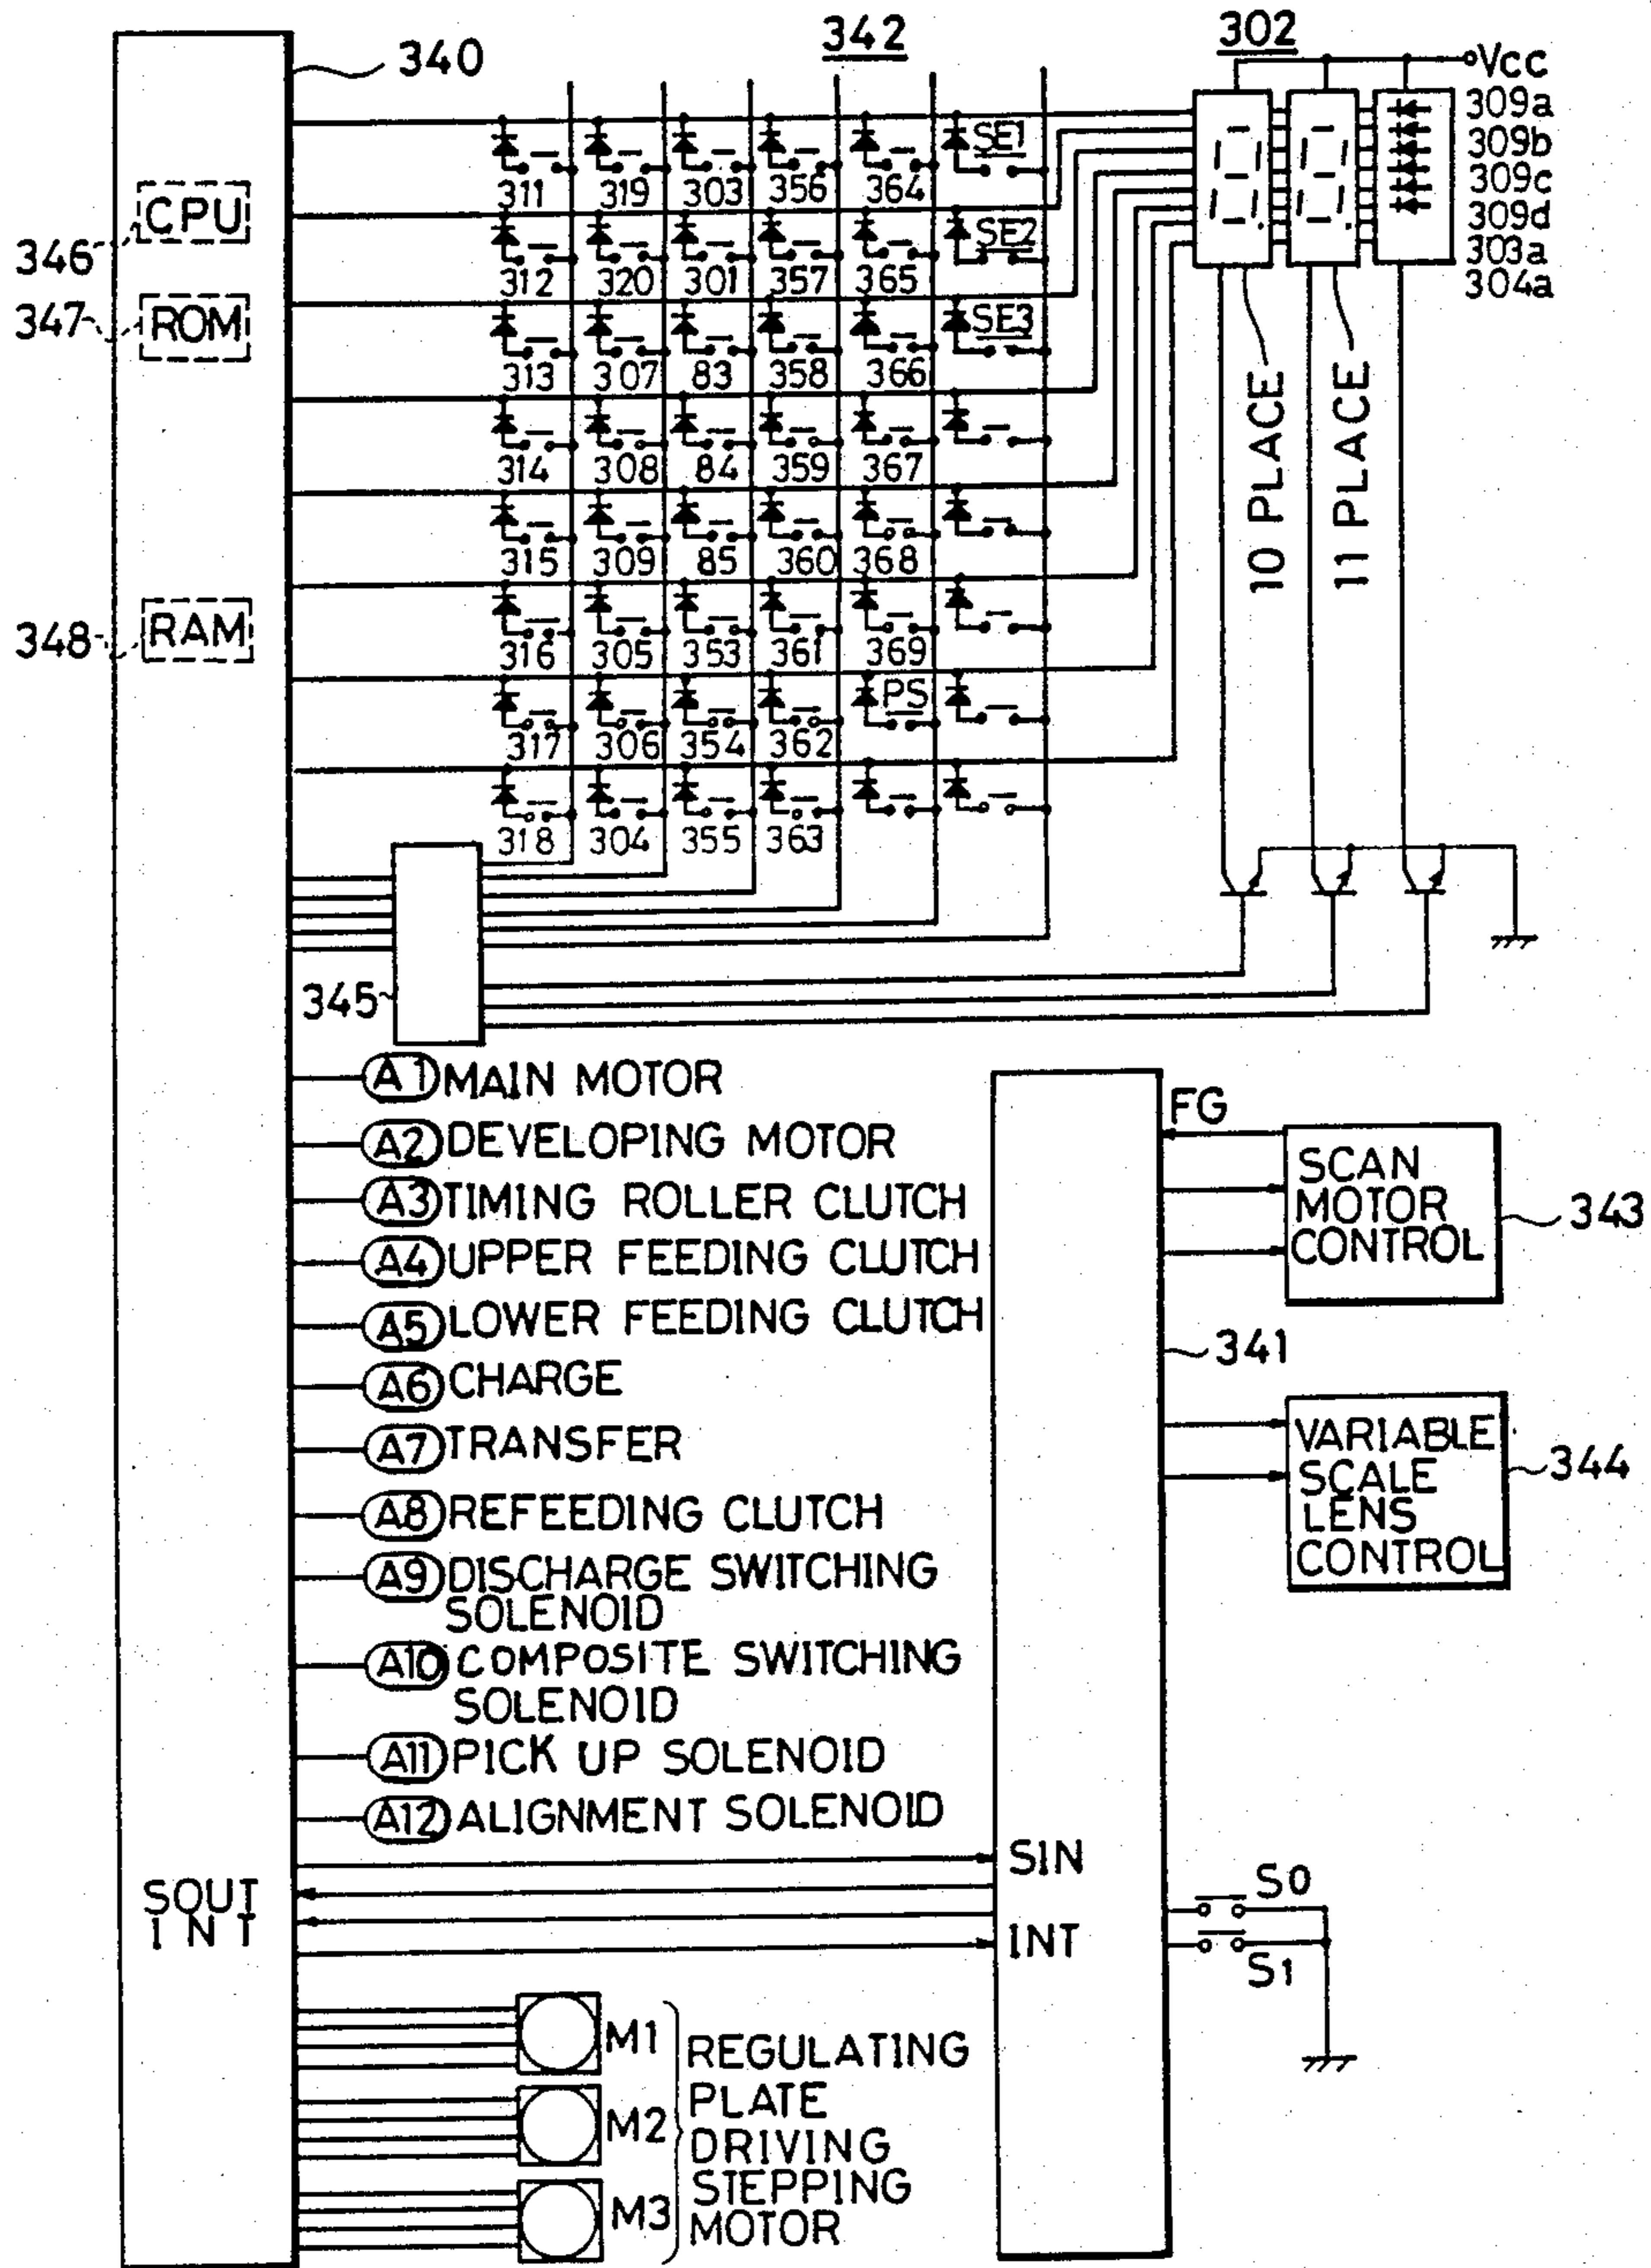 340
342
302
Vcc
309a
309b
309c
309d
303a
304a
CPU
346
ROM
347
RAM
348
SE1
311 319 303 356 364
SE2
312 320 301 357 365
SE3
313 307 83 358 366
314 308 84 359 367
315 309 85 360 368
316 305 353 361 369
PS
317 306 354 362
318 304 355 363
10 PLACE
11 PLACE
345
A1 MAIN MOTOR
A2 DEVELOPING MOTOR
A3 TIMING ROLLER CLUTCH
A4 UPPER FEEDING CLUTCH
A5 LOWER FEEDING CLUTCH
A6 CHARGE
A7 TRANSFER
A8 REFEEDING CLUTCH
A9 DISCHARGE SWITCHING
SOLENOID
A10 COMPOSITE SWITCHING
SOLENOID
A11 PICK UP SOLENOID
A12 ALIGNMENT SOLENOID
FG
SCAN
MOTOR
CONTROL
343
341
VARIABLE
SCALE
LENS
CONTROL
344
SOUT
INT
SIN
INT
S0
S1
M1
M2
M3
REGULATING
PLATE
DRIVING
STEPPING
MOTOR